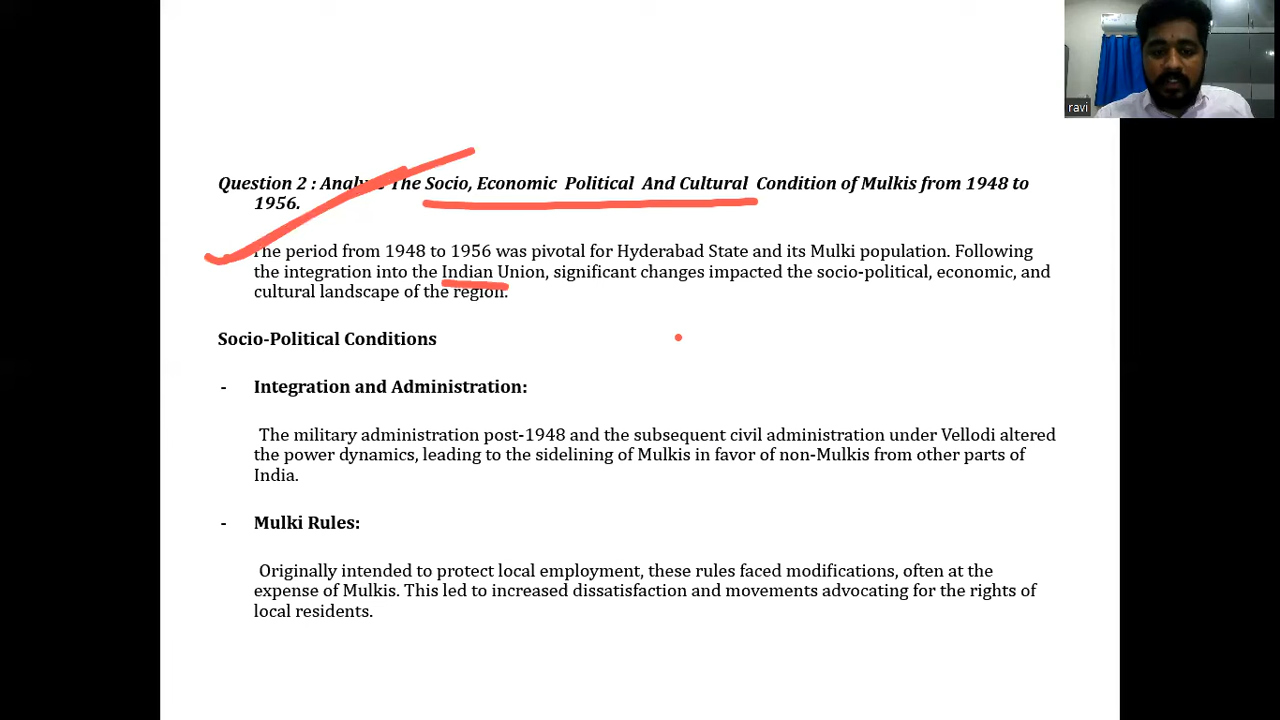 ravi
Question 2 : Analyse The Socio, Economic Political And Cultural Condition of Mulkis from 1948 to
1956.
The period from 1948 to 1956 was pivotal for Hyderabad State and its Mulki population. Following
the integration into the Indian Union, significant changes impacted the socio-political, economic, and
cultural landscape of the region.
Socio-Political Conditions
- Integration and Administration:
The military administration post-1948 and the subsequent civil administration under Vellodi altered
the power dynamics, leading to the sidelining of Mulkis in favor of non-Mulkis from other parts of
India.
- Mulki Rules:
Originally intended to protect local employment, these rules faced modifications, often at the
expense of Mulkis. This led to increased dissatisfaction and movements advocating for the rights of
local residents.